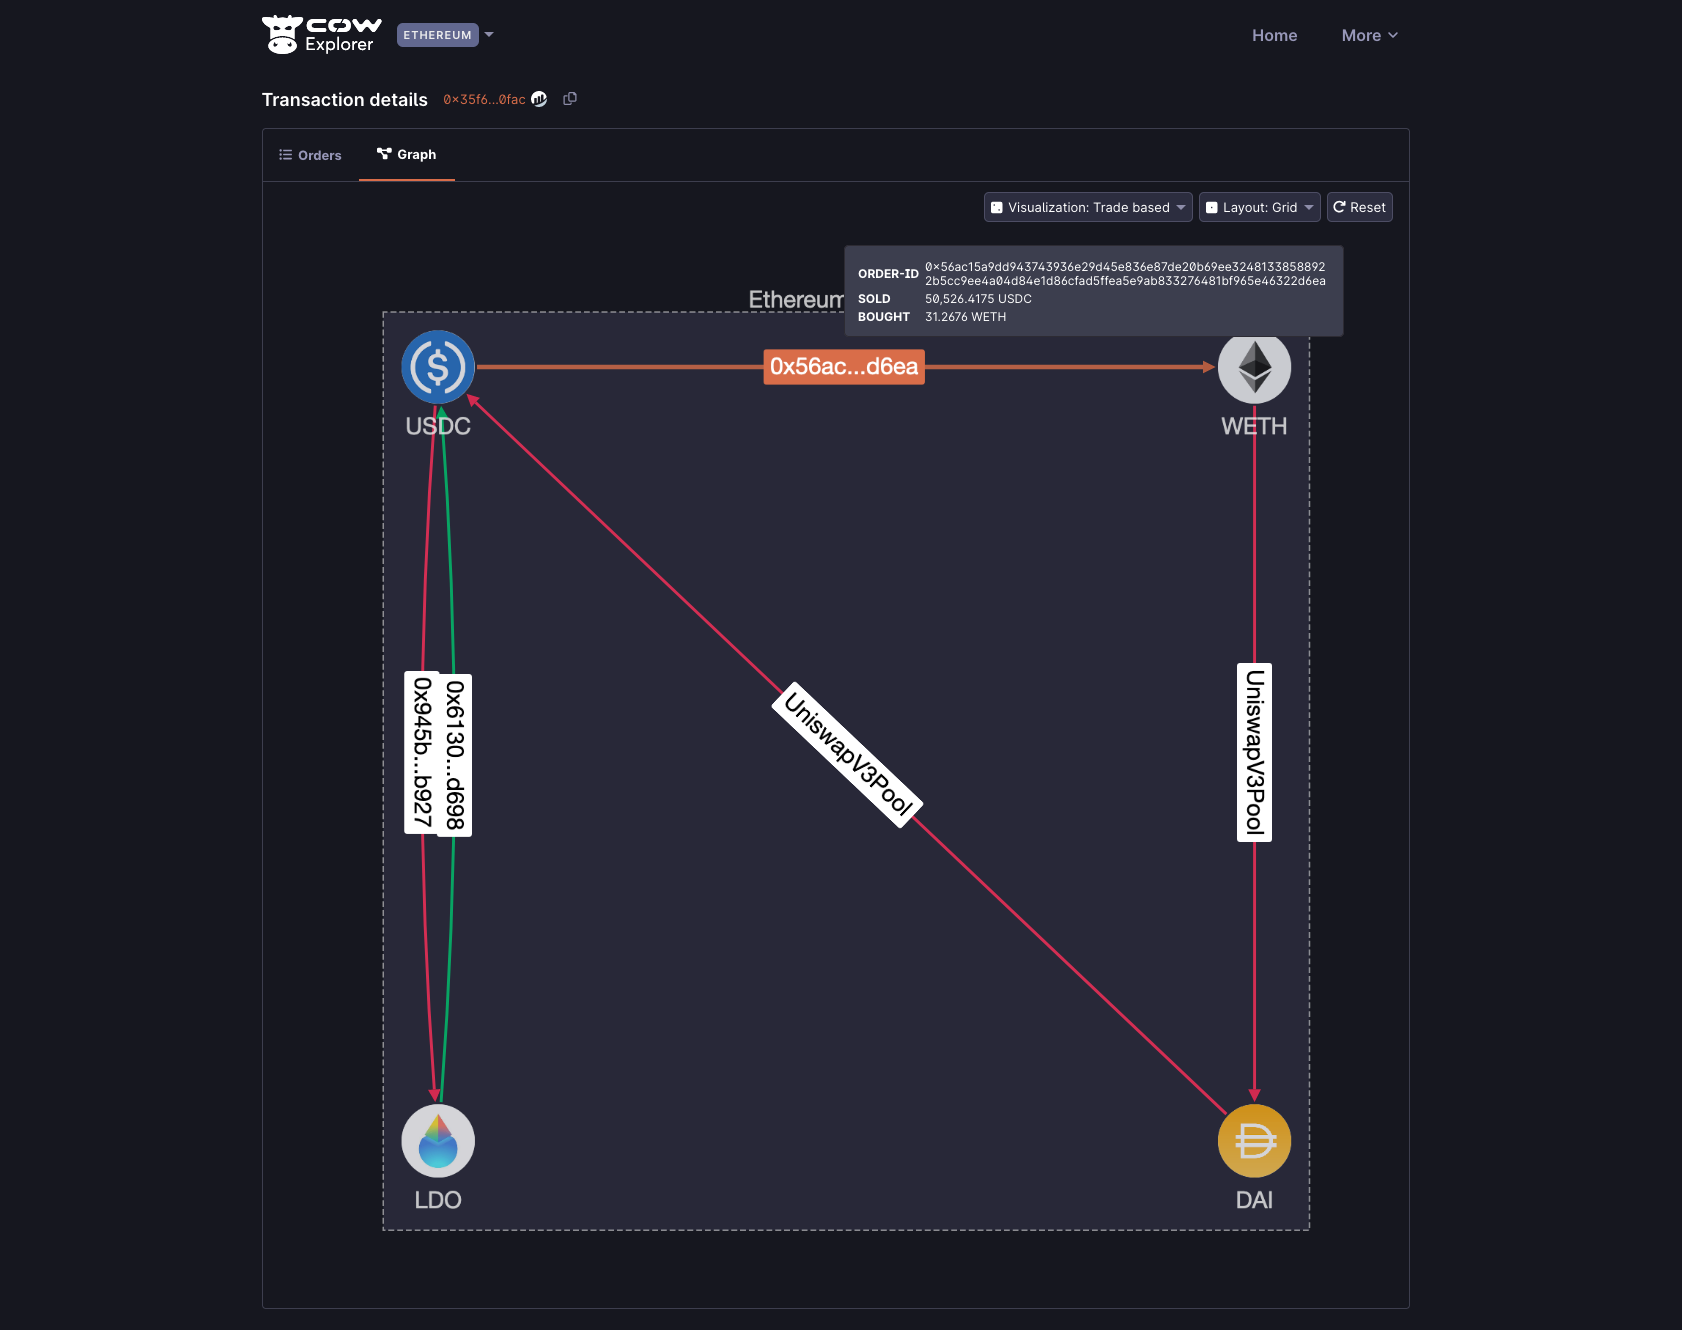 COW
Explorer
ETHEREUM
Home
More
Transaction details
0x35f6...0fac
Orders
Graph
Visualization: Trade based
Layout: Grid
Reset
ORDER-ID
0x56ac15a9dd943743936e29d45e836e87de20b69ee3248133858892
2b5cc9ee4a04d84e1d86cfad5ffea5e9ab833276481bf965e46322d6ea
SOLD 50,526.4175 USDC
BOUGHT 31.2676 WETH
Ethereum
0x56ac...d6ea
USDC
WETH
0x945b...b927
0x6130...d698
UniswapV3Pool
UniswapV3Pool
LDO
DAI